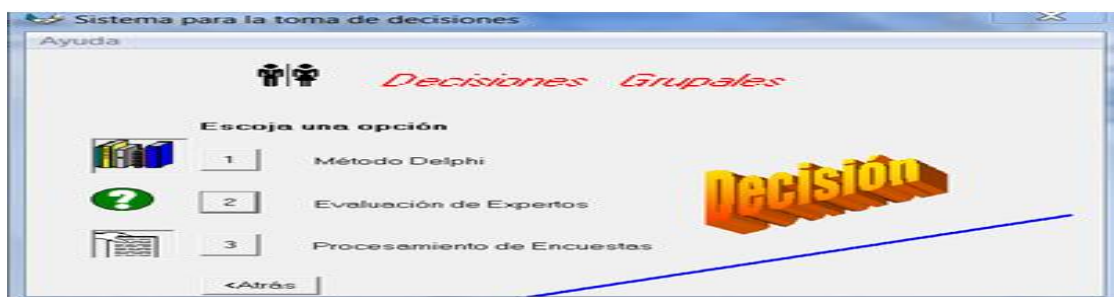 Sistema para la toma de decisiones
Ayuda
Decisiones Grupales
Escoja una opción
1 Método Delphi
2 Evaluación de Expertos
3 Procesamiento de Encuestas
Decisión
<Atrás